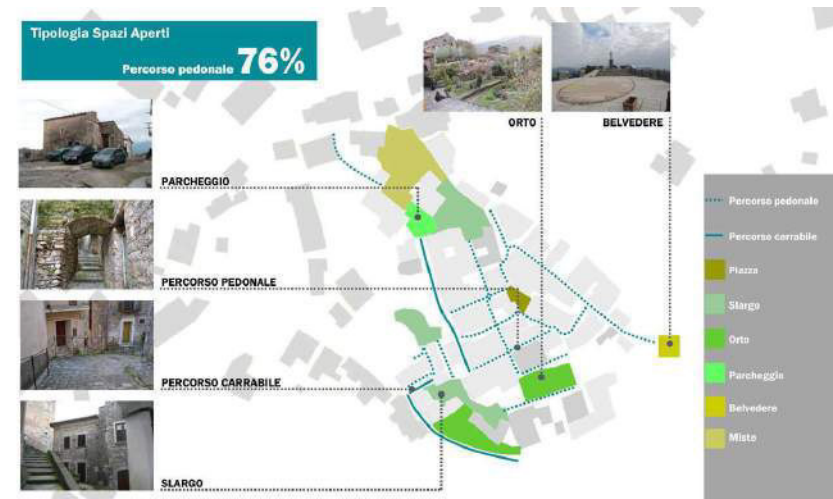 Tipologia Spazi Aperti
Percorso pedonale 76%
ORTO
BELVEDERE
PARCHEGGIO
PERCORSO PEDONALE
PERCORSO CARRABILE
SLARGO
Percorso pedonale
Percorso carrabile
Piazza
Slargo
Orto
Parcheggio
Belvedere
Misto